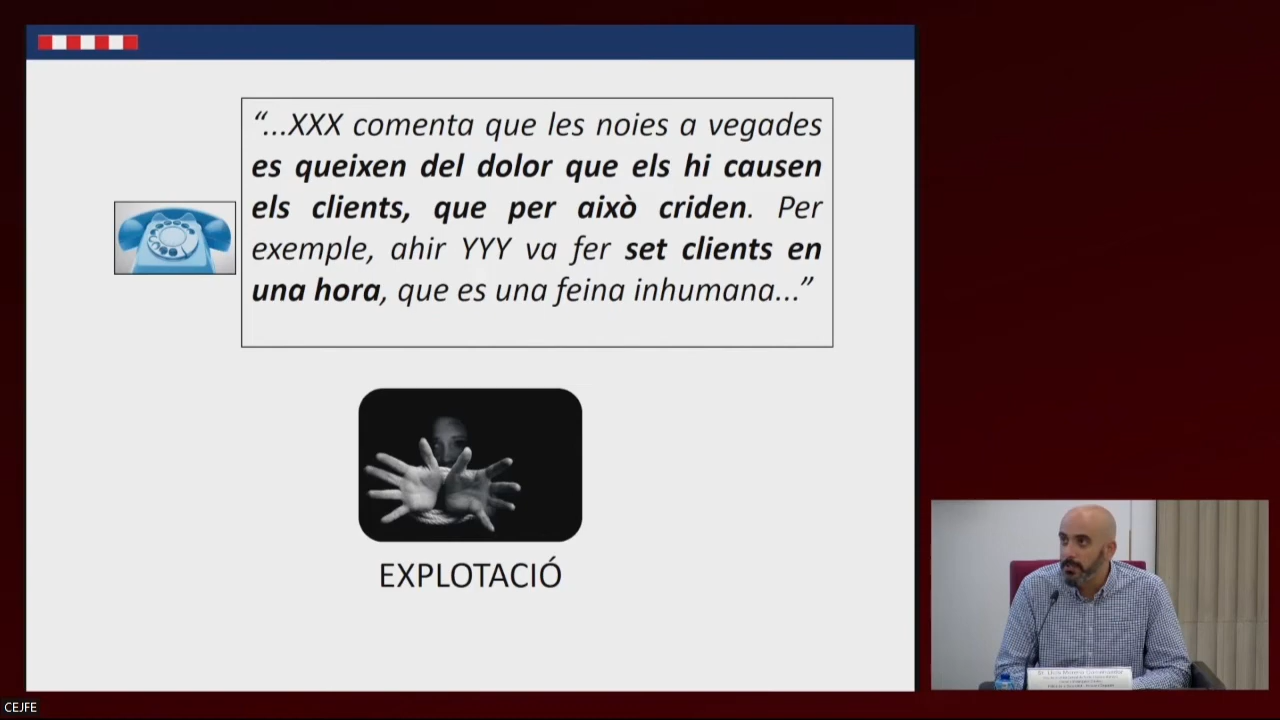 “...XXX comenta que les noies a vegades
es queixen del dolor que els hi causen
els clients, que per això criden. Per
exemple, ahir YYY va fer set clients en
una hora, que es una feina inhumana...”
EXPLOTACIÓ
CEJFE